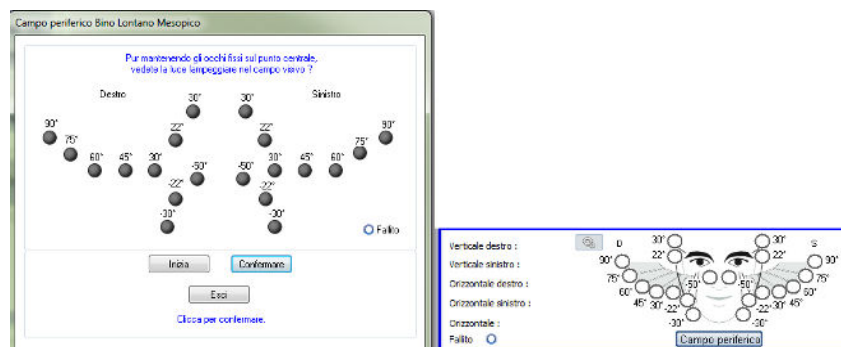 Campo periferico Bino Lontano Mesopico
Pur mantenendo gli occhi fissi sul punto centrale,
vedete la luce lampeggiare nel campo visivo ?
Destro
Sinistro
30° 30°
22° 22°
90° 75° 60° 45° 30° -50° -50° 30° 45° 60° 75° 90°
-22° -22°
-30° -30°
Fallito
Inizia Confermare
Esci
Clicca per confermare.
Verticale destro :
Verticale sinistro :
Orizzontale destro :
Orizzontale sinistro :
Orizzontale :
Fallito
D S
30° 30°
22° 22°
90° 90°
75° 75°
60° 60°
45° 30° -22° -50° -50° -22° 30° 45°
-30° -30°
Campo periferico